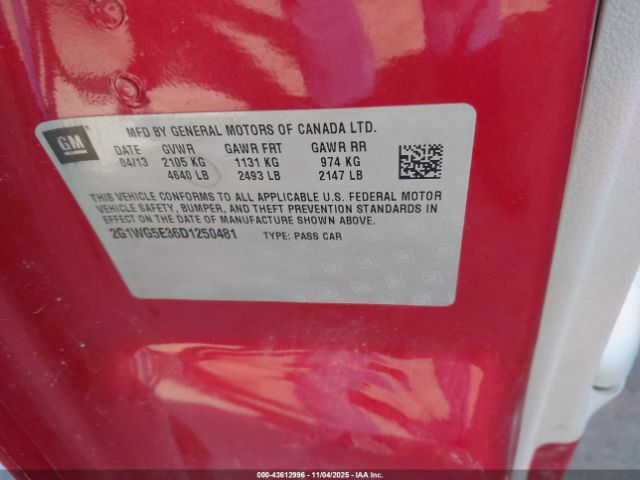 GM
MFD BY GENERAL MOTORS OF CANADA LTD.
DATE GVWR GAWR FRT GAWR RR
04/13 2105 KG 1131 KG 974 KG
4640 LB 2493 LB 2147 LB
THIS VEHICLE CONFORMS TO ALL APPLICABLE U.S. FEDERAL MOTOR
VEHICLE SAFETY, BUMPER, AND THEFT PREVENTION STANDARDS IN
EFFECT ON THE DATE OF MANUFACTURE SHOWN ABOVE.
2G1WG5E36D1250481 TYPE: PASS CAR
000-43612996 - 11/04/2025 - IAAI.COM